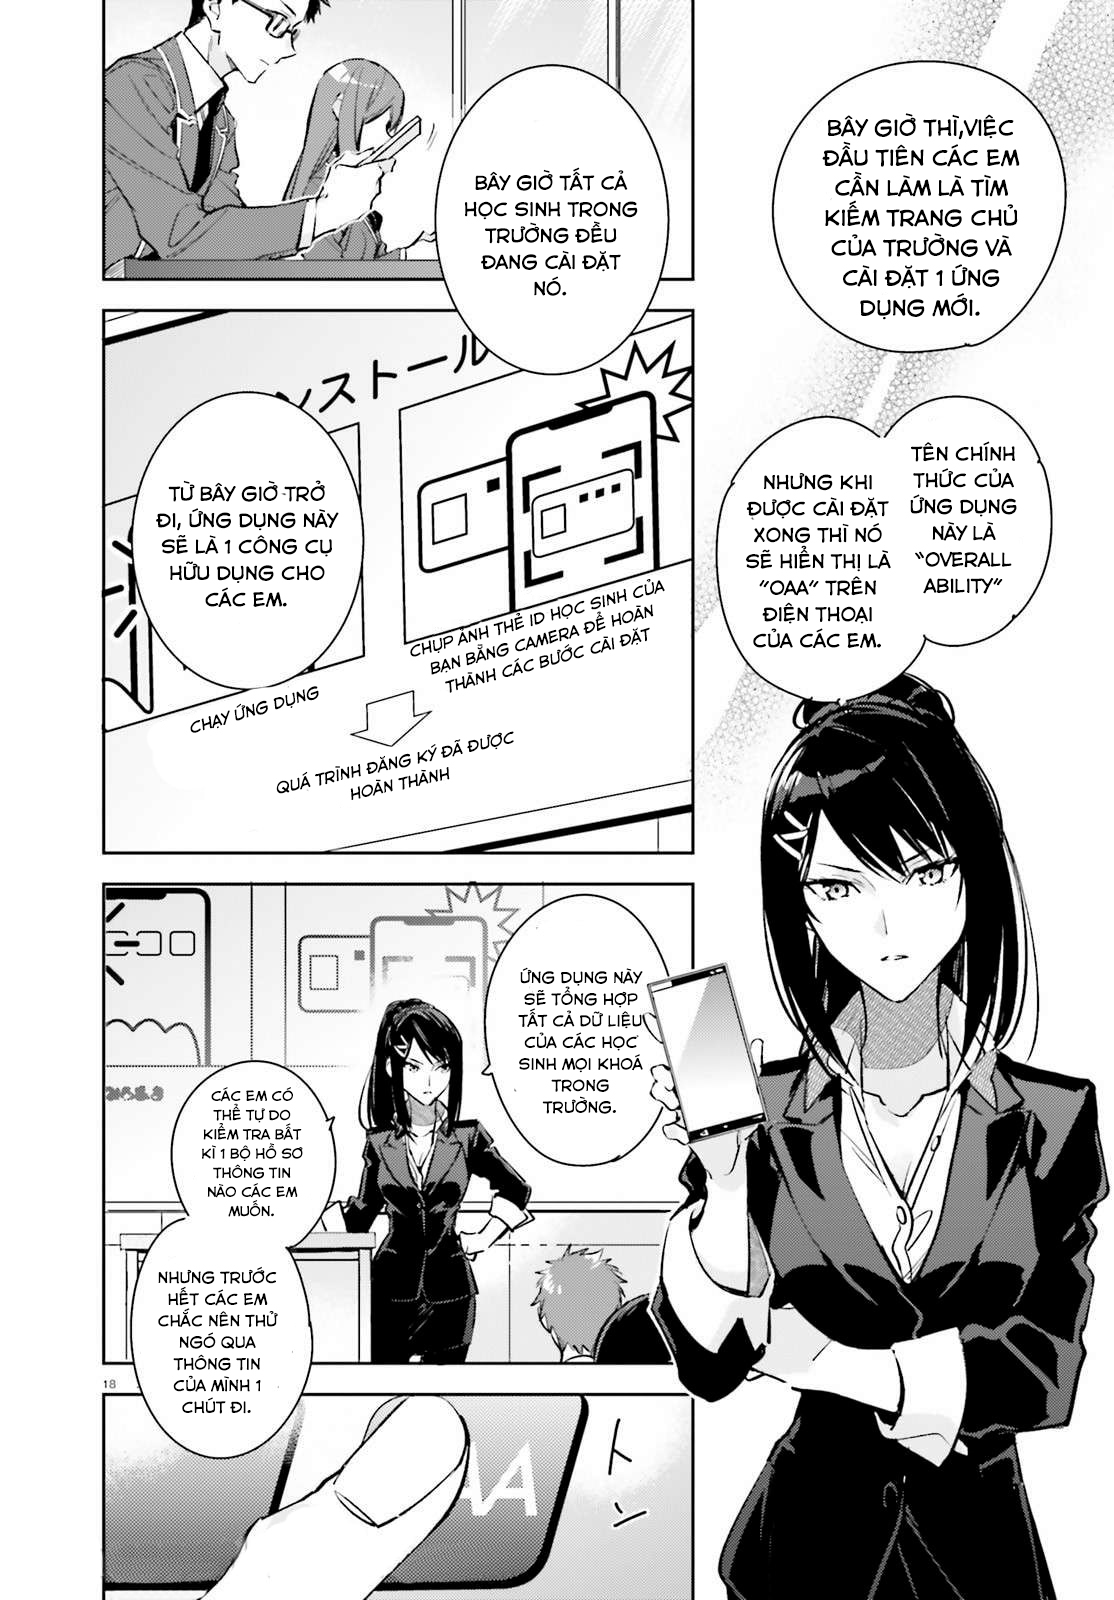 BÂY GIỜ THÌ,VIỆC
ĐẦU TIÊN CÁC EM
CẦN LÀM LÀ TÌM
KIẾM TRANG CHỦ
CỦA TRƯỜNG VÀ
CÀI ĐẶT 1 ỨNG
DỤNG MỚI.
TÊN CHÍNH
THỨC CỦA
ỨNG DỤNG
NÀY LÀ
“OVERALL
ABILITY”
NHƯNG KHI
ĐƯỢC CÀI ĐẶT
XONG THÌ NÓ
SẼ HIỂN THỊ LÀ
“OAA” TRÊN
ĐIỆN THOẠI
CỦA CÁC EM.
BÂY GIỜ TẤT CẢ
HỌC SINH TRONG
TRƯỜNG ĐỀU
ĐANG CÀI ĐẶT
NÓ.
ンストール
TỪ BÂY GIỜ TRỞ
ĐI, ỨNG DỤNG NÀY
SẼ LÀ 1 CÔNG CỤ
HỮU DỤNG CHO
CÁC EM.
CHỤP ẢNH THẺ ID HỌC SINH CỦA
BẠN BẰNG CAMERA ĐỂ HOÀN
THÀNH CÁC BƯỚC CÀI ĐẶT
CHẠY ỨNG DỤNG
QUÁ TRÌNH ĐĂNG KÝ ĐÃ ĐƯỢC
HOÀN THÀNH
ỨNG DỤNG NÀY
SẼ TỔNG HỢP
TẤT CẢ DỮ LIỆU
CỦA CÁC HỌC
SINH MỌI KHOÁ
TRONG
TRƯỜNG.
CÁC EM CÓ
THỂ TỰ DO
KIỂM TRA BẤT
KÌ 1 BỘ HỒ SƠ
THÔNG TIN
NÀO CÁC EM
MUỐN.
NHƯNG TRƯỚC
HẾT CÁC EM
CHẮC NÊN THỬ
NGÓ QUA
THÔNG TIN
CỦA MÌNH 1
CHÚT ĐI.
18
AA
トン